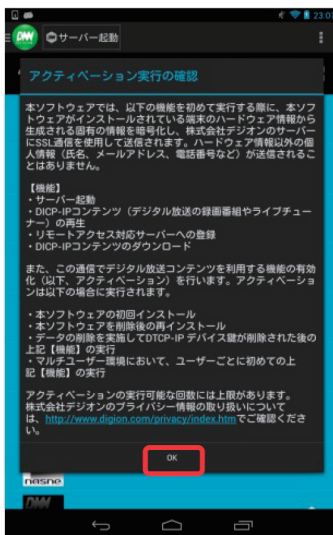 23:07
DMM
サーバー起動
アクティベーション実行の確認
本ソフトウェアでは、以下の機能を初めて実行する際に、本ソフ
トウェアがインストールされている端末のハードウェア情報から
生成される固有の情報を暗号化し、株式会社デジオンのサーバー
にSSL通信を使用して送信されます。ハードウェア情報以外の個
人情報（氏名、メールアドレス、電話番号など）が送信されるこ
とはありません。
【機能】
・サーバー起動
・DICP-IPコンテンツ（デジタル放送の録画番組やライブチュー
ナー）の再生
・リモートアクセス対応サーバーへの登録
・DICP-IPコンテンツのダウンロード
また、この通信でデジタル放送コンテンツを利用する機能の有効
化（以下、アクティベーション）を行います。アクティベーショ
ンは以下の場合に実行されます。
・本ソフトウェアの初回インストール
・本ソフトウェアを削除後の再インストール
・データの削除を実施してDTCP-IP デバイス鍵が削除された後の
上記【機能】の実行
・マルチユーザー環境において、ユーザーごとに初めての上
記【機能】の実行
アクティベーションの実行可能な回数には上限があります。
株式会社デジオンのプライバシー情報の取り扱いについて
は、http://www.digion.com/privacy/index.htmでご確認くださ
い。
OK
nasne
DMM